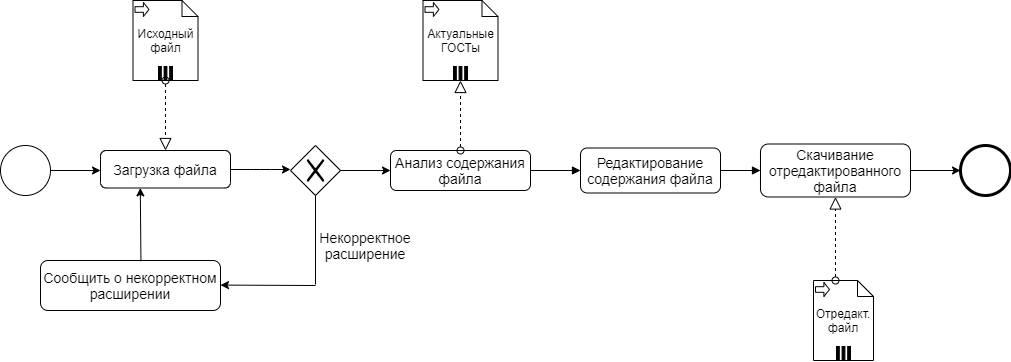 Исходный
файл
Актуальные
ГОСТы
Загрузка файла
Анализ содержания
файла
Редактирование
содержания файла
Скачивание
отредактированного
файла
Некорректное
расширение
Сообщить о некорректном
расширении
Отредакт.
файл